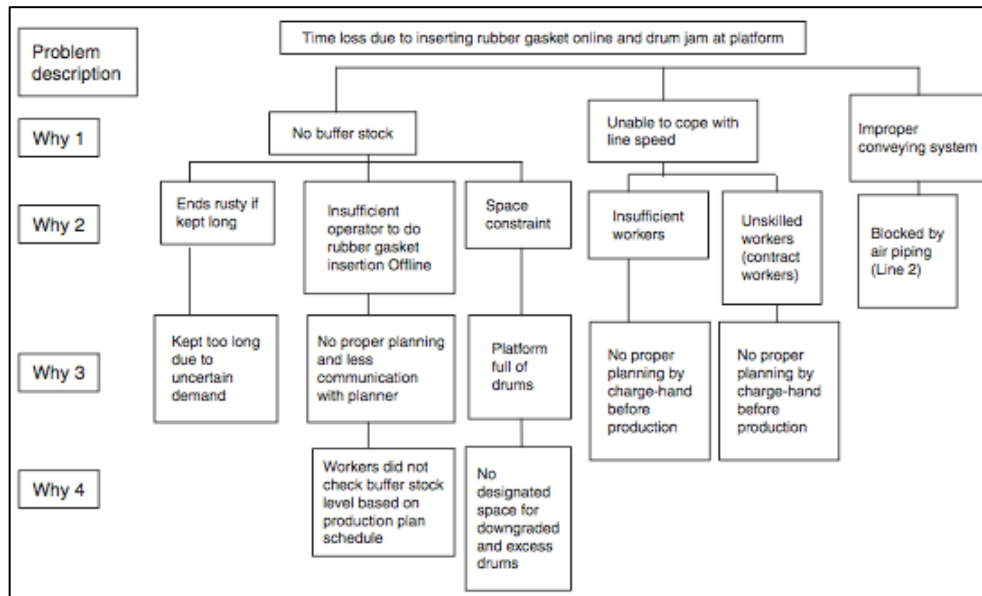 Problem
description
Time loss due to inserting rubber gasket online and drum jam at platform
Why 1
No buffer stock
Unable to cope with
line speed
Improper
conveying system
Why 2
Ends rusty if
kept long
Insufficient
operator to do
rubber gasket
insertion Offline
Space
constraint
Insufficient
workers
Unskilled
workers
(contract
workers)
Blocked by
air piping
(Line 2)
Why 3
Kept too long
due to
uncertain
demand
No proper planning
and less
communication
with planner
Platform
full of
drums
No proper
planning by
charge-hand
before
production
No proper
planning by
charge-hand
before
production
Why 4
Workers did not
check buffer stock
level based on
production plan
schedule
No
designated
space for
downgraded
and excess
drums